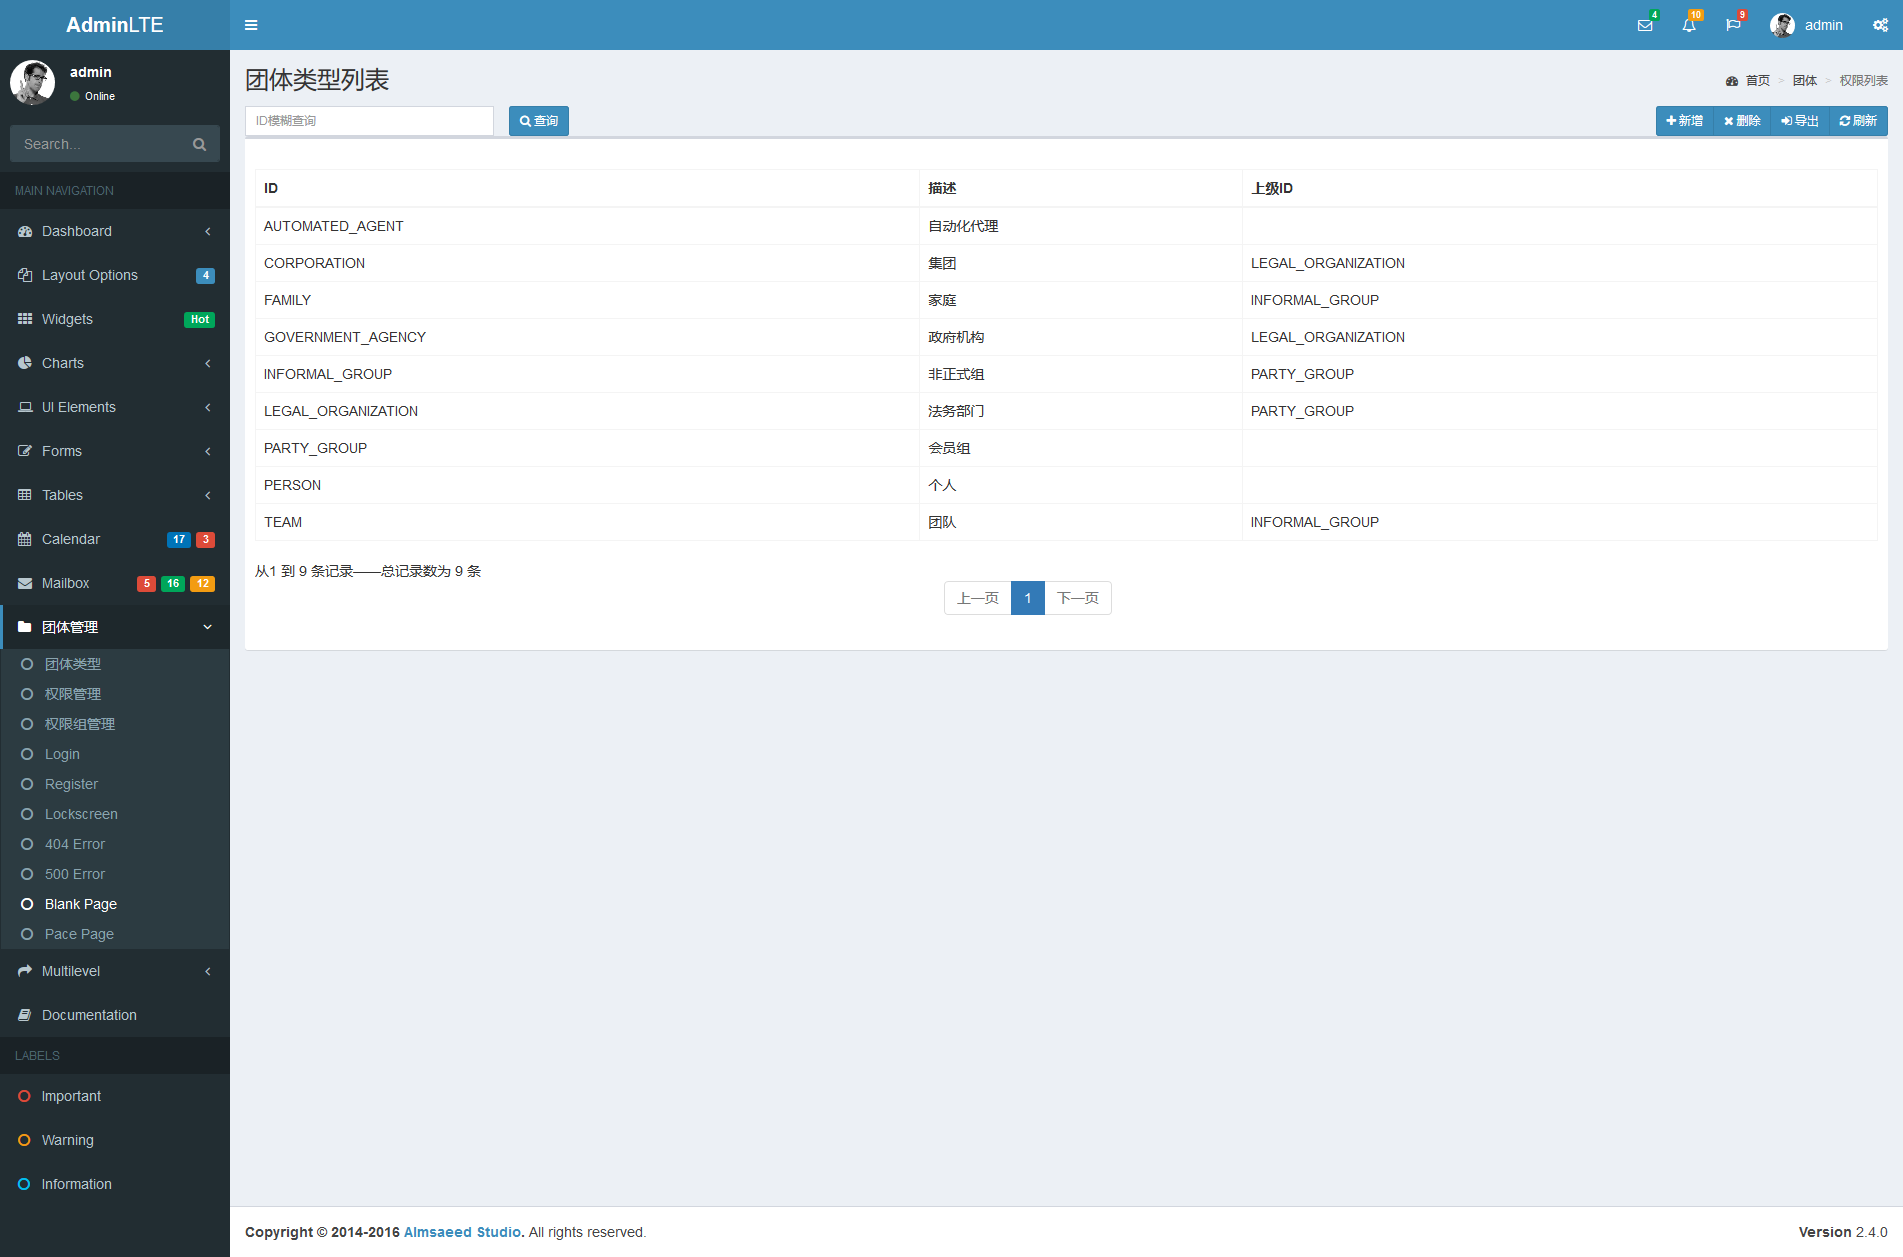 AdminLTE
4
10
9
admin
admin
Online
Search...
MAIN NAVIGATION
Dashboard
Layout Options 4
Widgets Hot
Charts
UI Elements
Forms
Tables
Calendar 17 3
Mailbox 5 16 12
团体管理
团体类型
权限管理
权限组管理
Login
Register
Lockscreen
404 Error
500 Error
Blank Page
Pace Page
Multilevel
Documentation
LABELS
Important
Warning
Information
团体类型列表
首页 > 团体 > 权限列表
ID模糊查询 查询
新增 删除 导出 刷新
ID 描述 上级ID
AUTOMATED_AGENT 自动化代理
CORPORATION 集团 LEGAL_ORGANIZATION
FAMILY 家庭 INFORMAL_GROUP
GOVERNMENT_AGENCY 政府机构 LEGAL_ORGANIZATION
INFORMAL_GROUP 非正式组 PARTY_GROUP
LEGAL_ORGANIZATION 法务部门 PARTY_GROUP
PARTY_GROUP 会员组
PERSON 个人
TEAM 团队 INFORMAL_GROUP
从1 到 9 条记录——总记录数为 9 条
上一页 1 下一页
Copyright © 2014-2016 Almsaeed Studio. All rights reserved.
Version 2.4.0